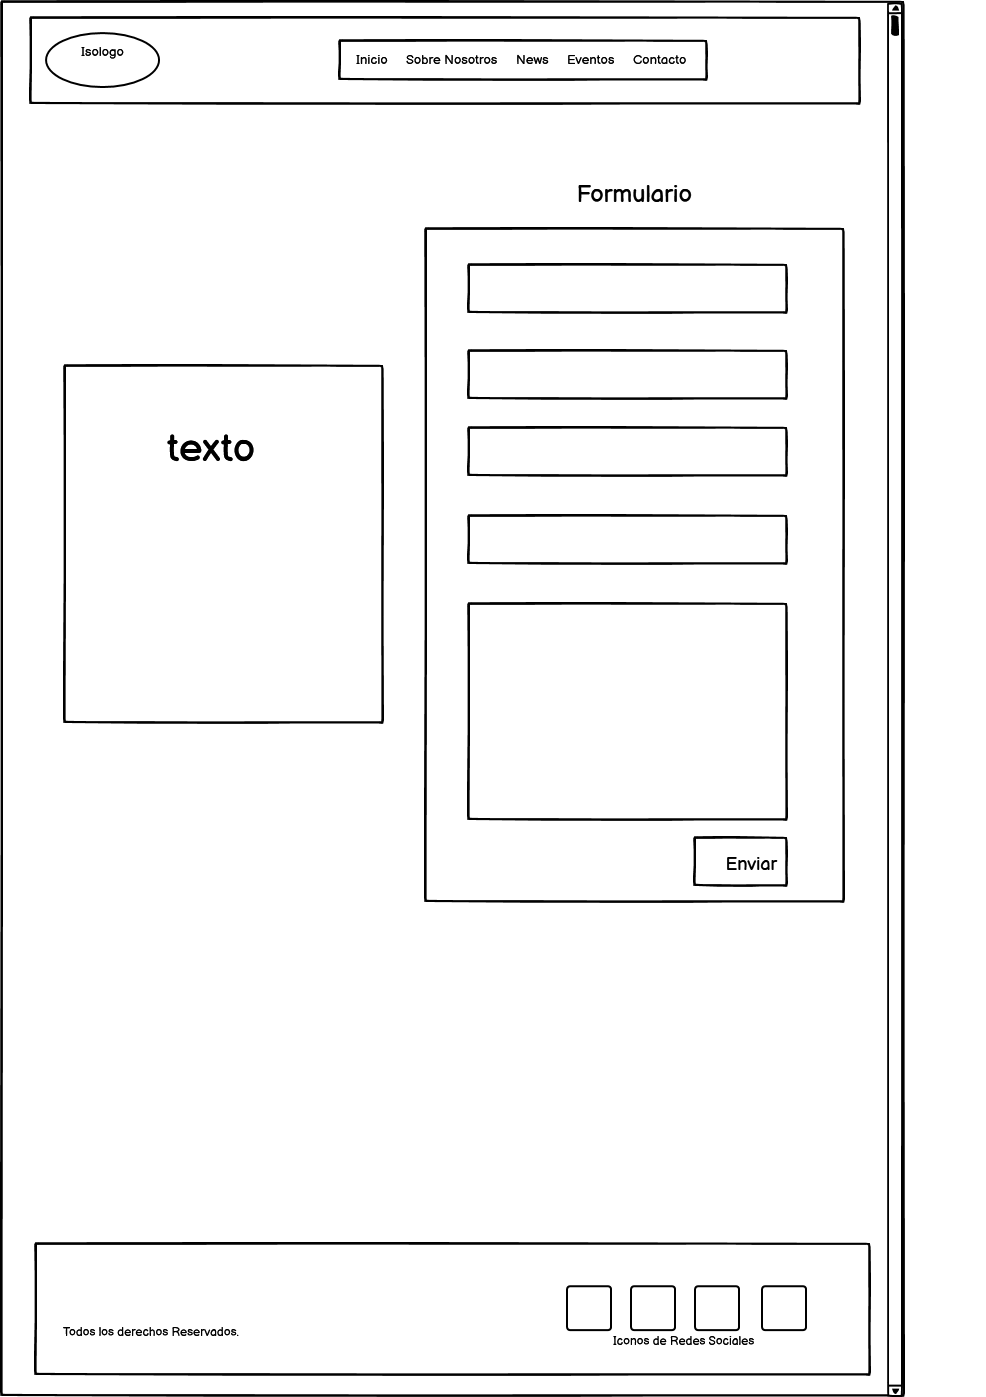 Isologo
Inicio Sobre Nosotros News Eventos Contacto
Formulario
texto
Enviar
Todos los derechos Reservados.
Iconos de Redes Sociales